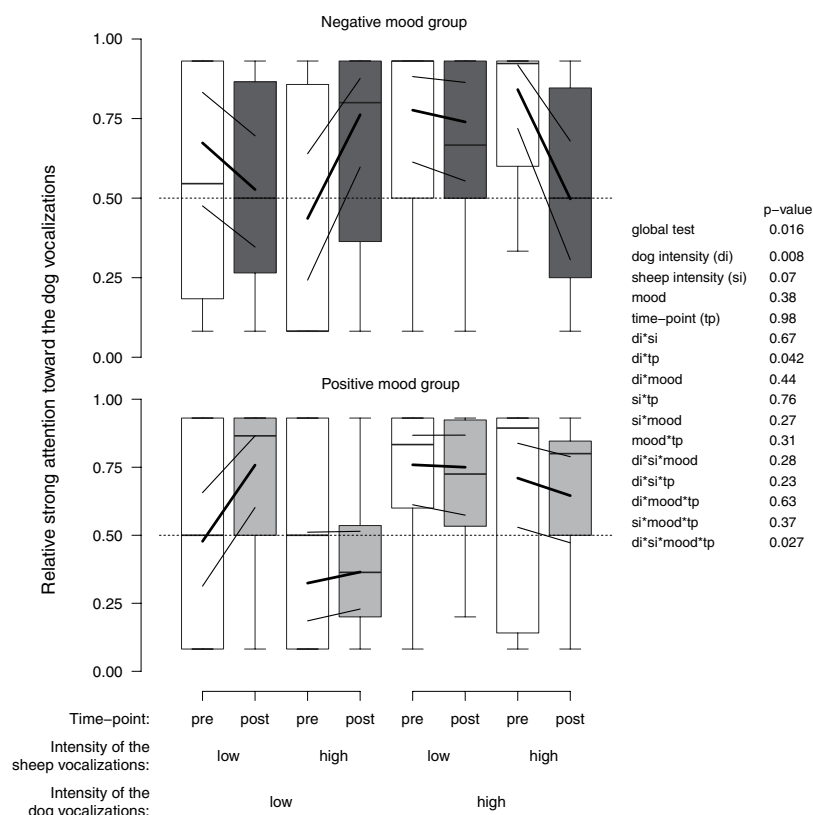 Negative mood group
1.00
0.75
0.50
0.25
0.00
Relative strong attention toward the dog vocalizations
Positive mood group
1.00
0.75
0.50
0.25
0.00
p−value
global test 0.016
dog intensity (di) 0.008
sheep intensity (si) 0.07
mood 0.38
time−point (tp) 0.98
di*si 0.67
di*tp 0.042
di*mood 0.44
si*tp 0.76
si*mood 0.27
mood*tp 0.31
di*si*mood 0.28
di*si*tp 0.23
di*mood*tp 0.63
si*mood*tp 0.37
di*si*mood*tp 0.027
Time−point: pre post pre post pre post pre post
Intensity of the
sheep vocalizations: low high low high
Intensity of the
dog vocalizations: low high